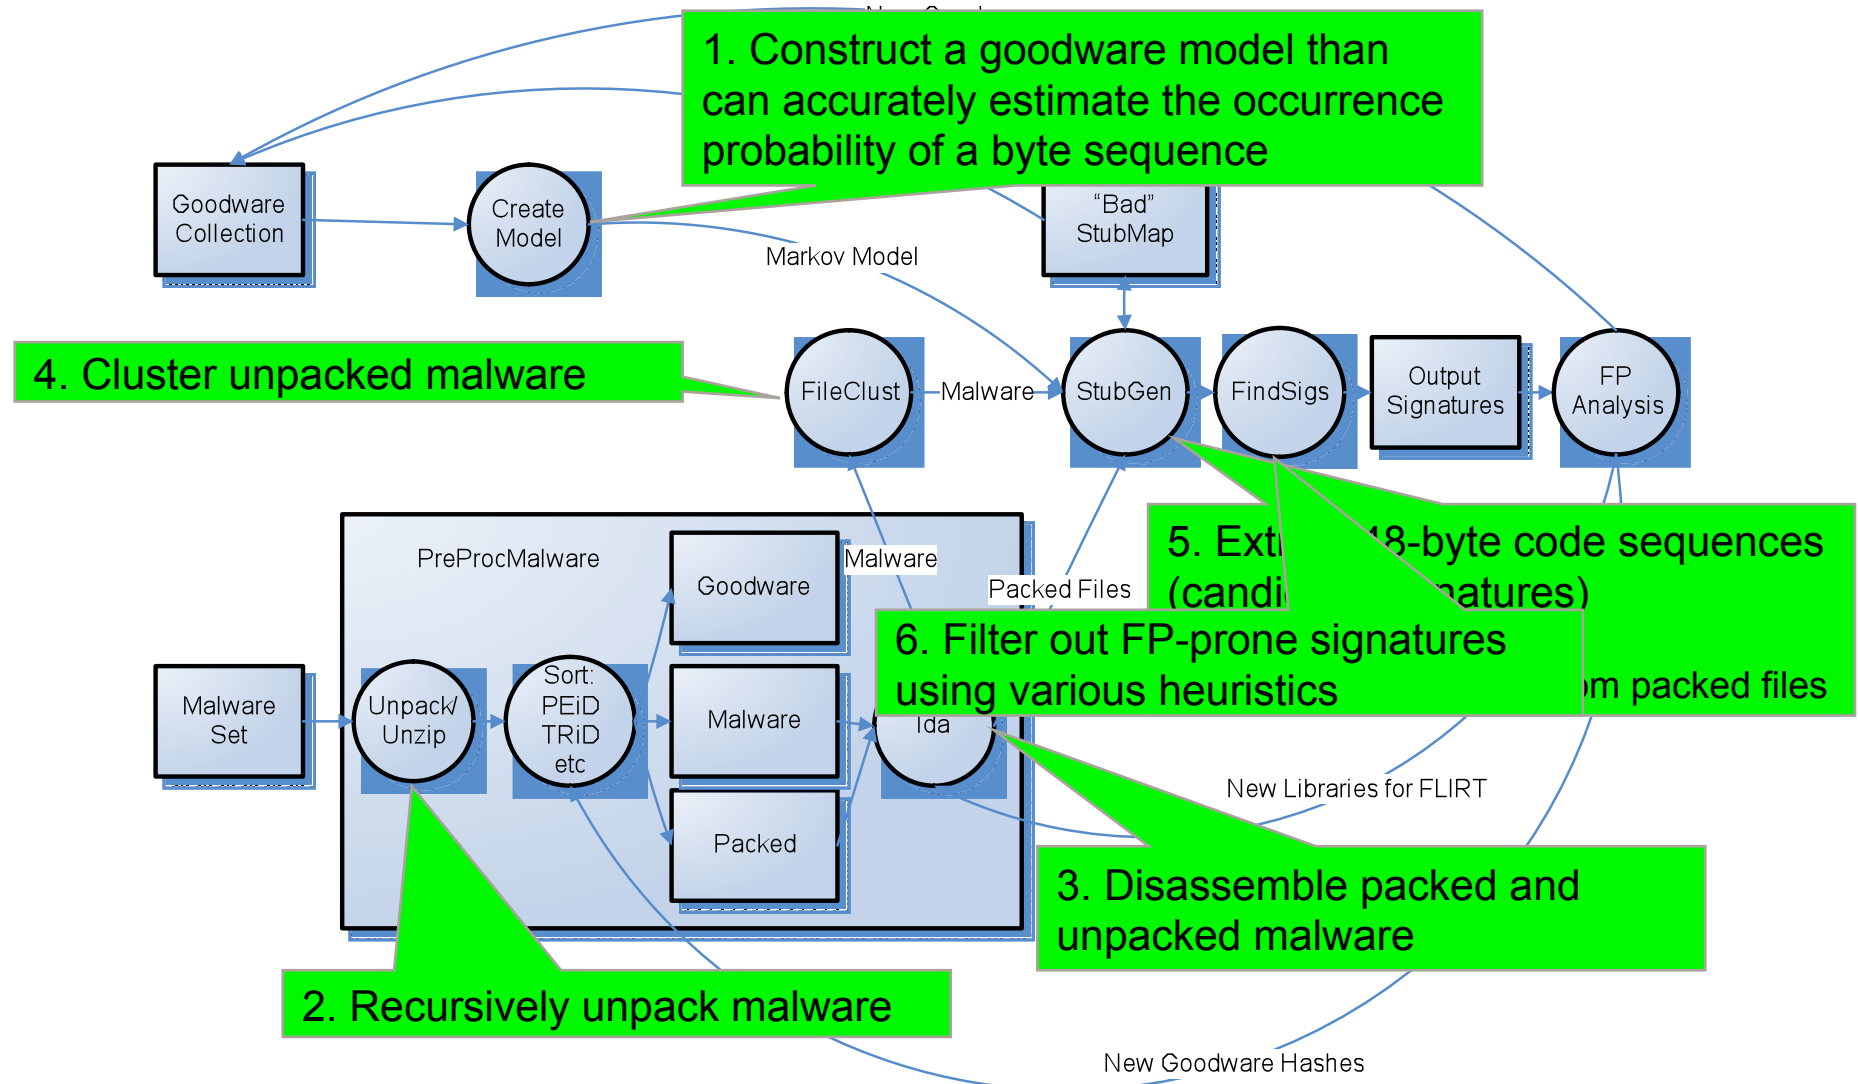 1. Construct a goodware model than
can accurately estimate the occurrence
probability of a byte sequence
Goodware
Collection
Create
Model
“Bad”
StubMap
Markov Model
4. Cluster unpacked malware
FileClust
Malware
StubGen
FindSigs
Output
Signatures
FP
Analysis
5. 18-byte code sequences
PreProcMalware
Goodware
Malware
Packed Files
6. Filter out FP-prone signatures
using various heuristics
packed files
Malware
Set
Unpack/
Unzip
Sort:
PEiD
TRiD
etc
Malware
Ida
Packed
New Libraries for FLIRT
3. Disassemble packed and
unpacked malware
2. Recursively unpack malware
New Goodware Hashes